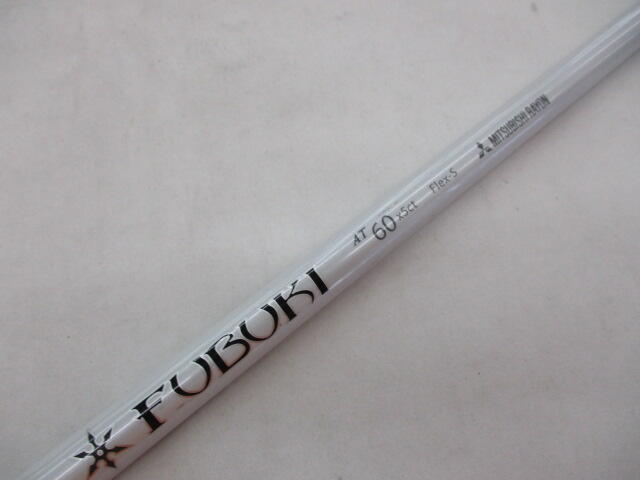 FUBUKI AT 60 x5ct Flex-S MITSUBISHI RAYON